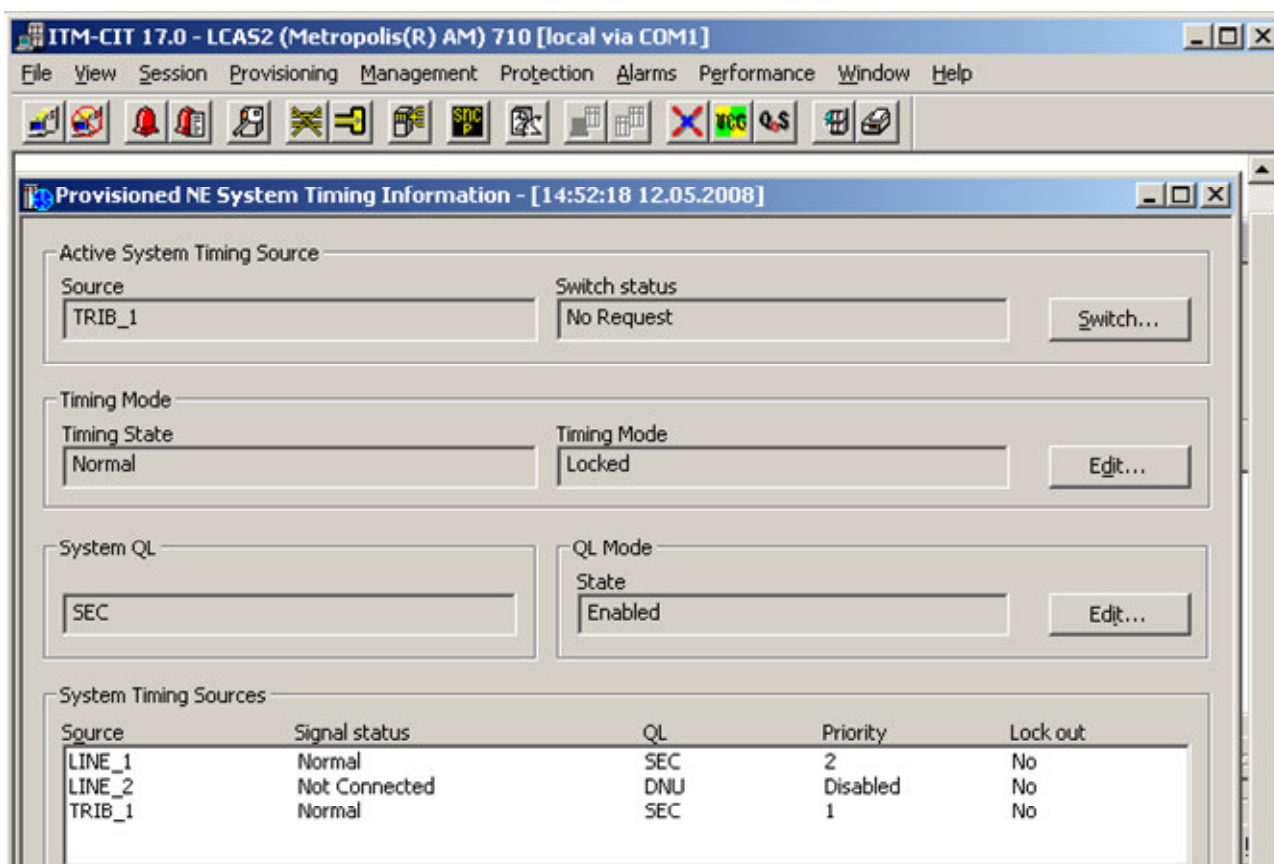 ITM-CIT 17.0 - LCAS2 (Metropolis(R) AM) 710 [local via COM1]
File View Session Provisioning Management Protection Alarms Performance Window Help
SNC P VCG Q.S
Provisioned NE System Timing Information - [14:52:18 12.05.2008]
Active System Timing Source
Source Switch status
TRIB_1 No Request Switch...
Timing Mode
Timing State Timing Mode
Normal Locked Edit...
System QL QL Mode
State
SEC Enabled Edit...
System Timing Sources
Source Signal status QL Priority Lock out
LINE_1 Normal SEC 2 No
LINE_2 Not Connected DNU Disabled No
TRIB_1 Normal SEC 1 No